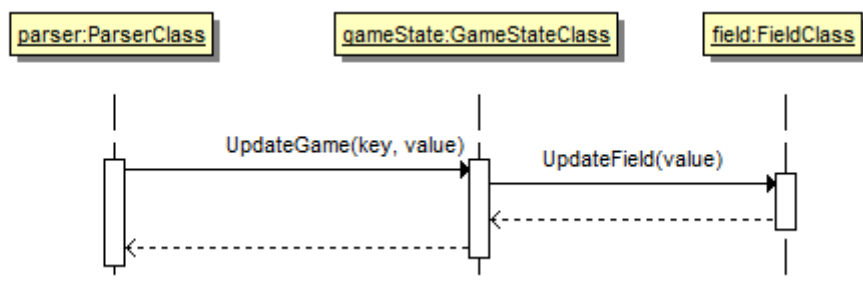 parser:ParserClass
gameState:GameStateClass
field:FieldClass
UpdateGame(key, value)
UpdateField(value)